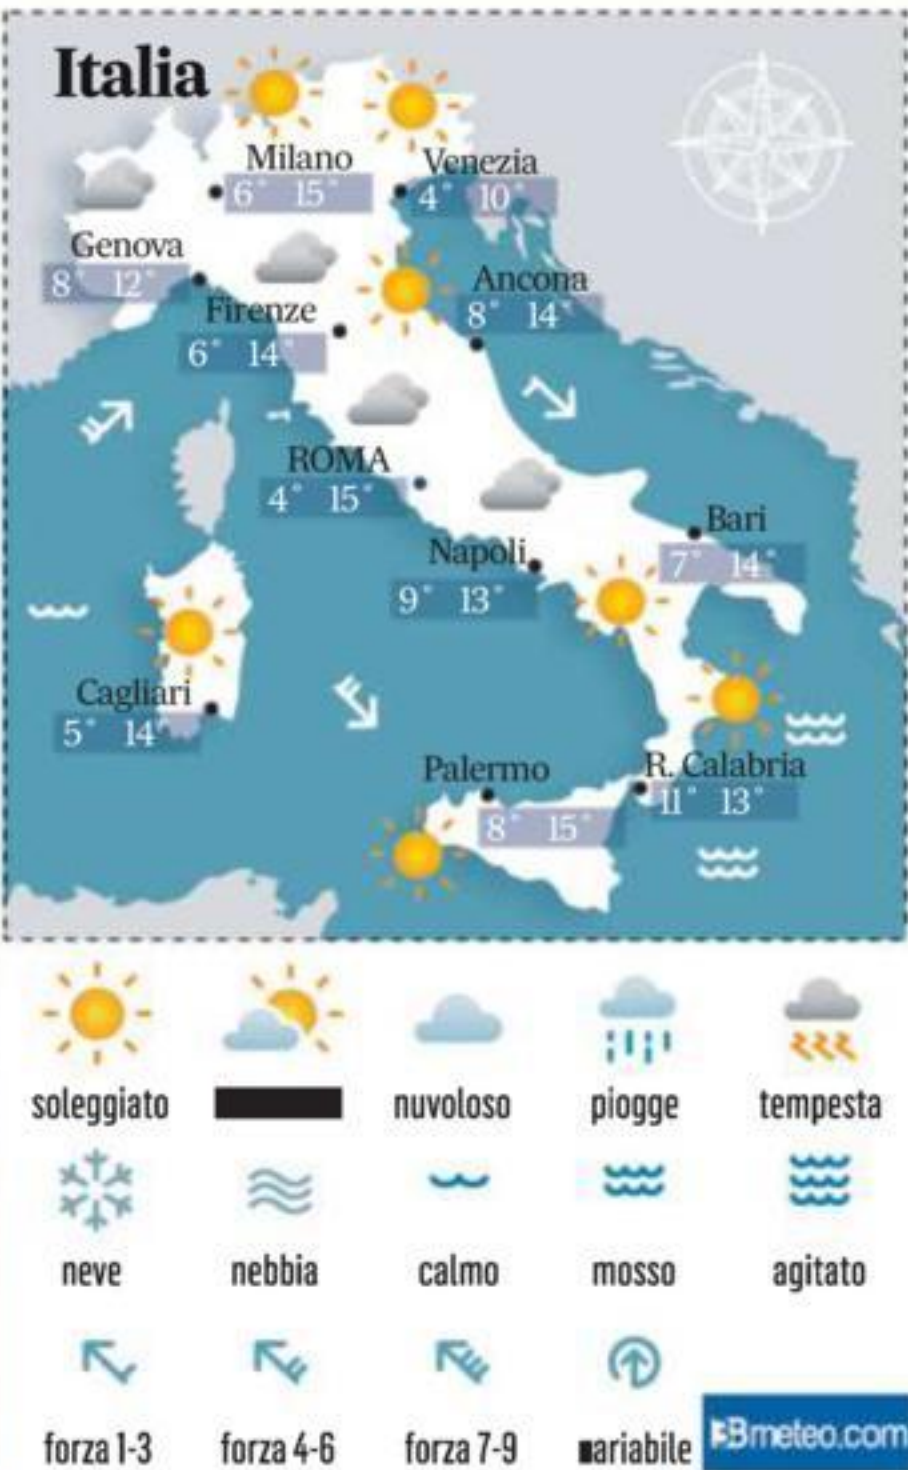 Italia
Milano
6° 15°
Venezia
4° 10°
Genova
8° 12°
Firenze
6° 14°
Ancona
8° 14°
ROMA
4° 15°
Napoli
9° 13°
Bari
7° 14°
Cagliari
5° 14°
Palermo
8° 15°
R. Calabria
11° 13°
soleggiato
nuvoloso
piogge
tempesta
neve
nebbia
calmo
mosso
agitato
forza 1-3
forza 4-6
forza 7-9
ariabile
3Bmeteo.com